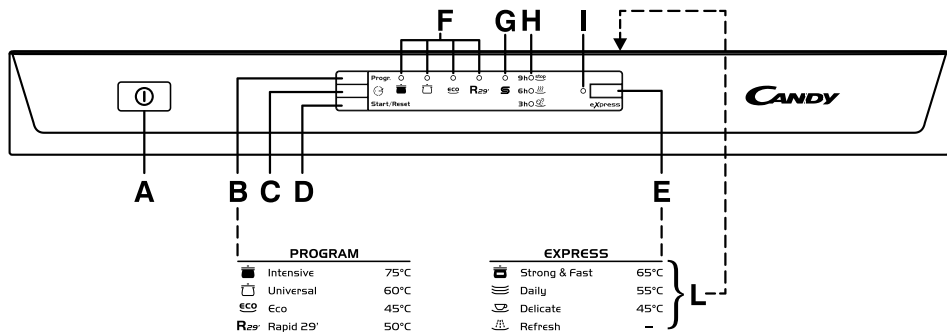 F G H I
Progr. 9h stop
eco R29' S 6h
Start/Reset 3h eXpress
CANDY
A B C D E
PROGRAM
Intensive 75°C
Universal 60°C
eco Eco 45°C
R29' Rapid 29' 50°C
EXPRESS
Strong & Fast 65°C
Daily 55°C
Delicate 45°C
Refresh –
L